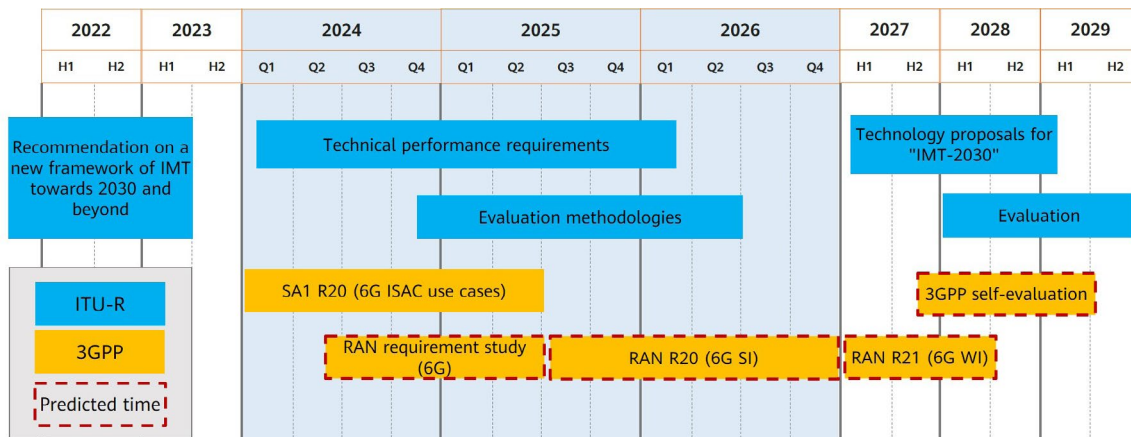 2022 2023 2024 2025 2026 2027 2028 2029
H1 H2 H1 H2 Q1 Q2 Q3 Q4 Q1 Q2 Q3 Q4 Q1 Q2 Q3 Q4 H1 H2 H1 H2 H1 H2
Recommendation on a
new framework of IMT
towards 2030 and
beyond
Technical performance requirements
Technology proposals for
"IMT-2030"
Evaluation methodologies
Evaluation
SA1 R20 (6G ISAC use cases)
3GPP self-evaluation
RAN requirement study
(6G)
RAN R20 (6G SI)
RAN R21 (6G WI)
ITU-R
3GPP
Predicted time